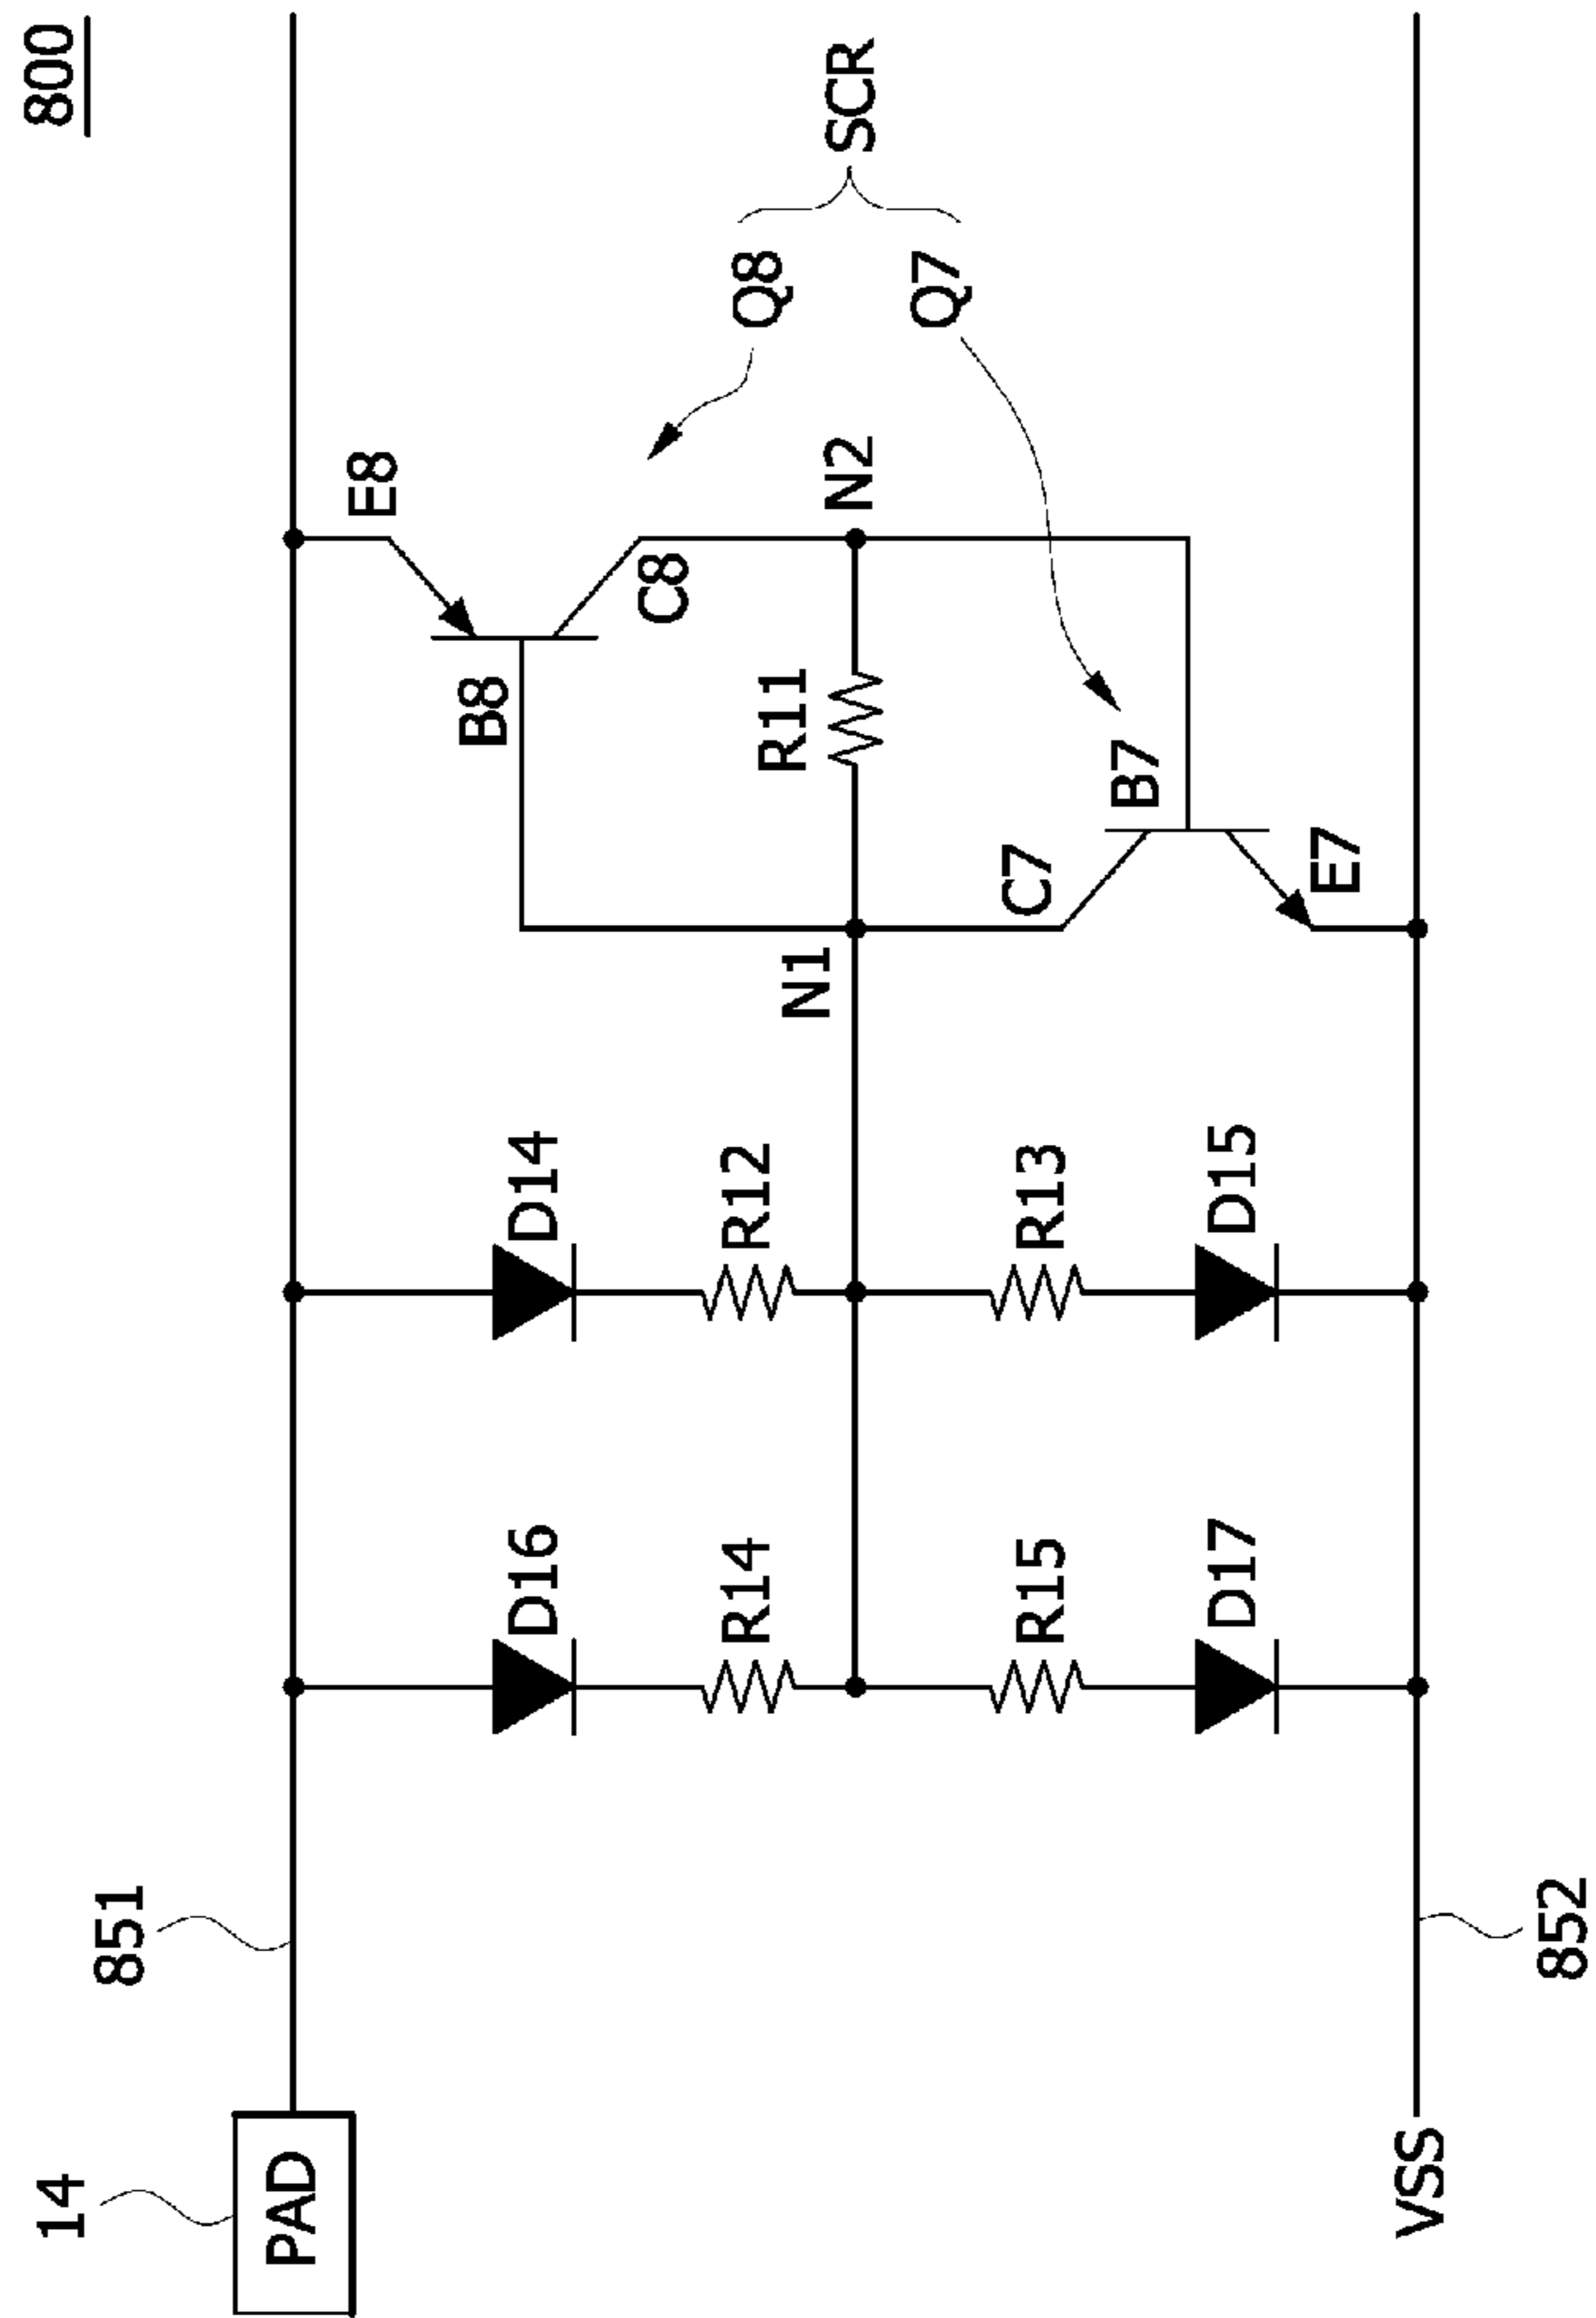 800
14
PAD
851
D16
D14
E8
B8
C8
Q8
R14
R12
N1
R11
N2
SCR
R15
R13
C7
B7
Q7
D17
D15
E7
VSS
852